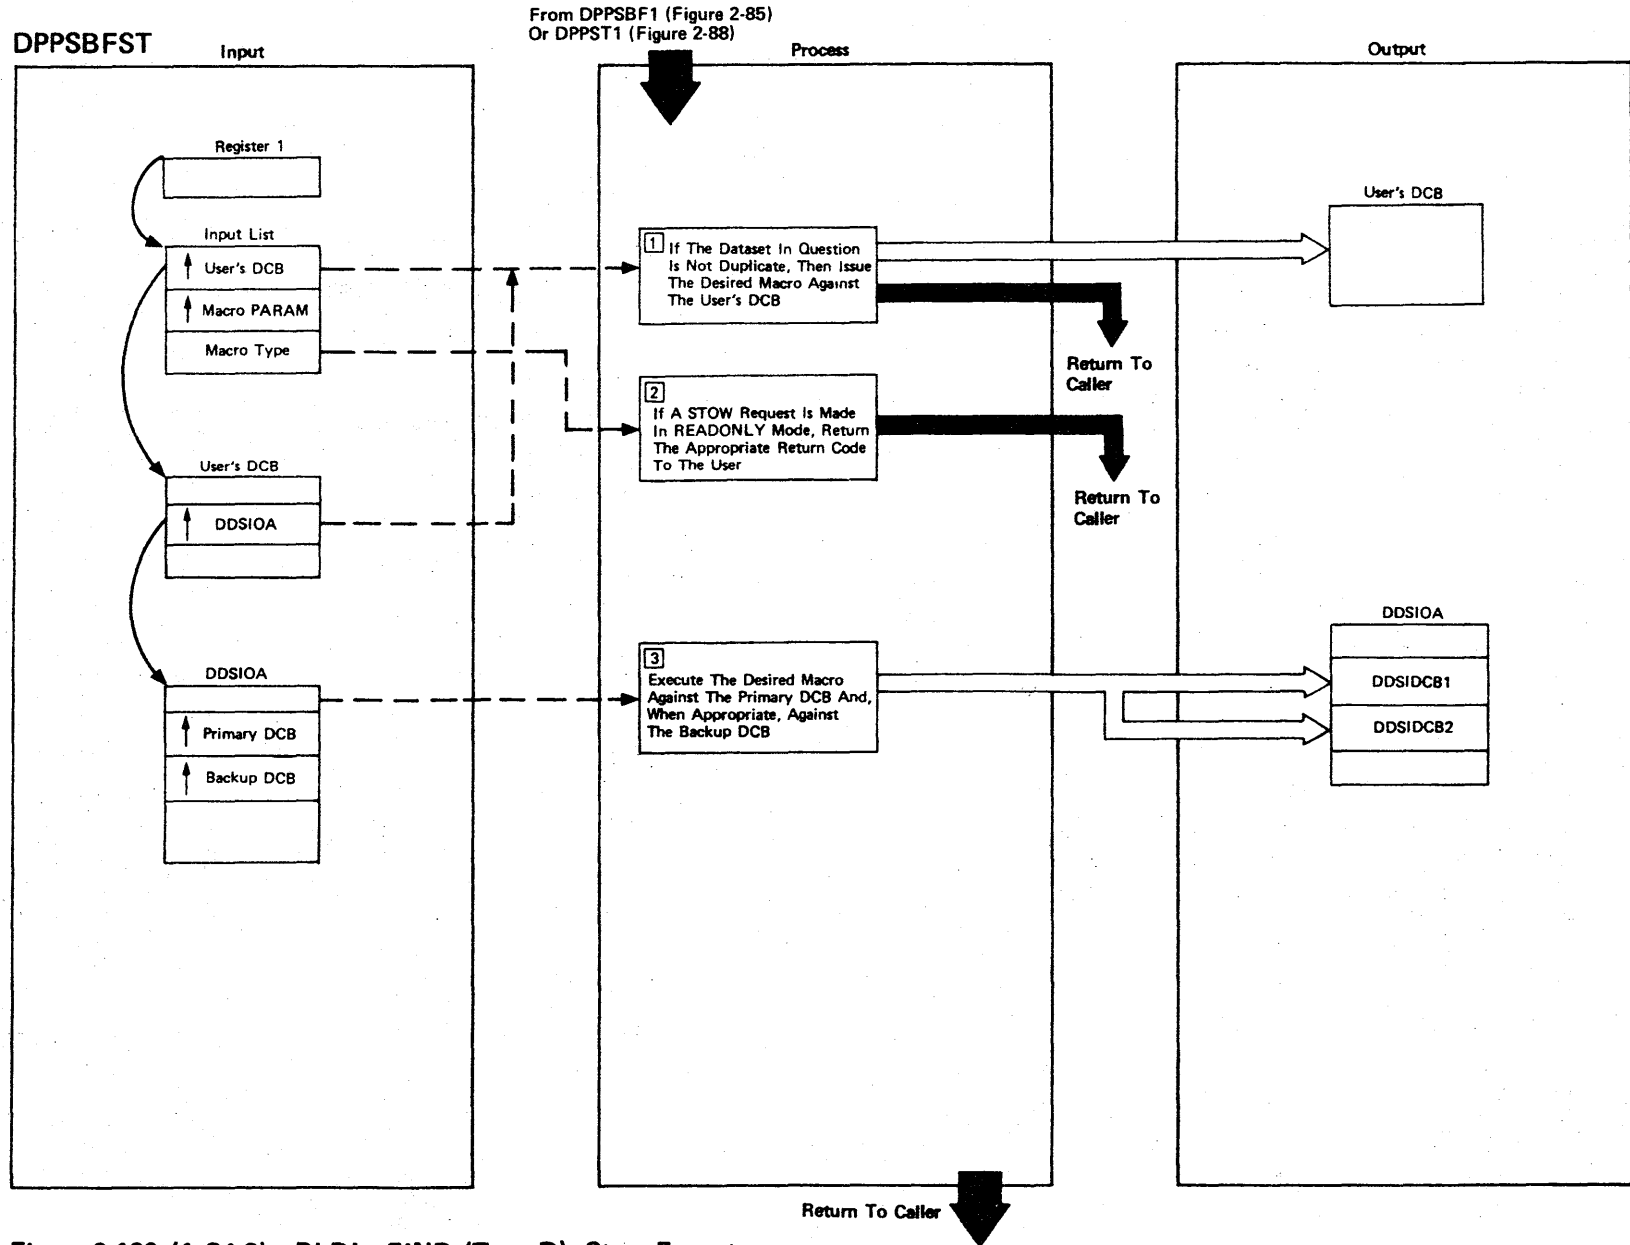 From DPPSBF1 (Figure 2-85)
Or DPPST1 (Figure 2-88)
DPPSBFST
Input
Process
Output
Register 1
Input List
User's DCB
Macro PARAM
Macro Type
User's DCB
DDSIOA
DDSIOA
Primary DCB
Backup DCB
1
If The Dataset In Question
Is Not Duplicate, Then Issue
The Desired Macro Against
The User's DCB
Return To
Caller
2
If A STOW Request Is Made
In READONLY Mode, Return
The Appropriate Return Code
To The User
Return To
Caller
3
Execute The Desired Macro
Against The Primary DCB And,
When Appropriate, Against
The Backup DCB
Return To Caller
User's DCB
DDSIOA
DDSIDCB1
DDSIDCB2